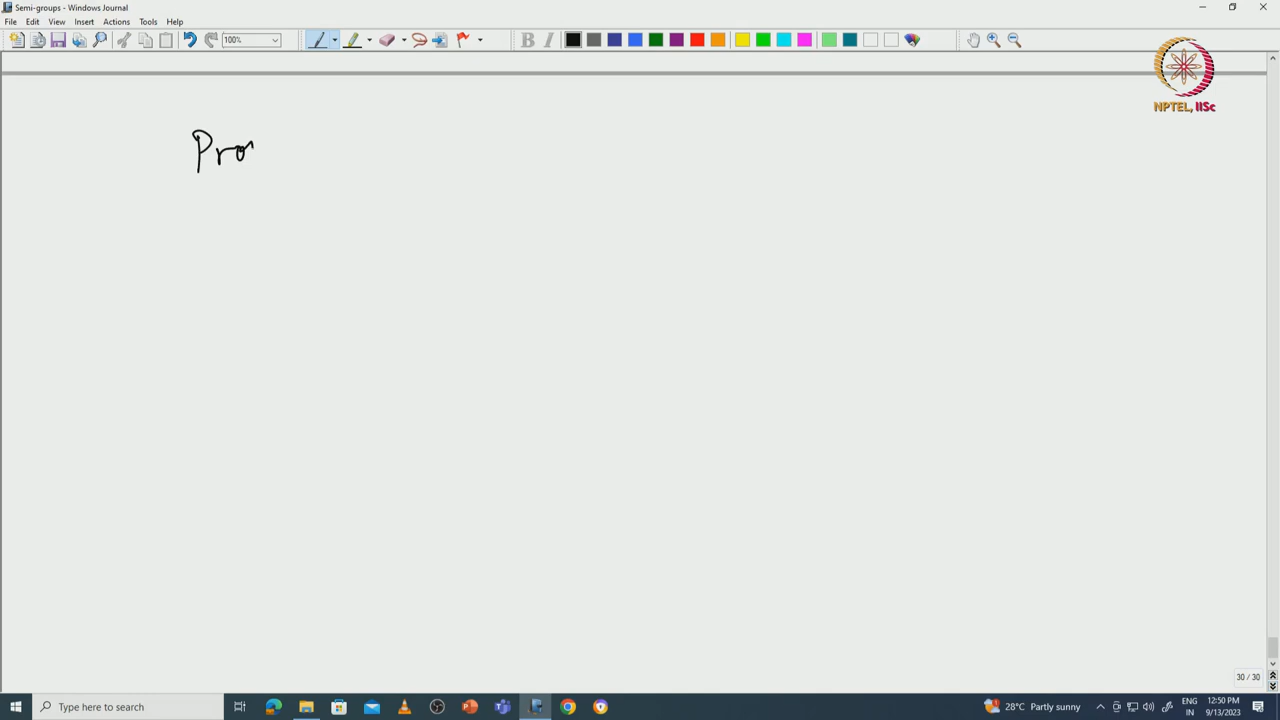 Semi-groups - Windows Journal
File Edit View Insert Actions Tools Help
100%
B I
NPTEL, IISc
Pro
30 / 30
Type here to search
28°C Partly sunny
ENG
IN
12:50 PM
9/13/2023